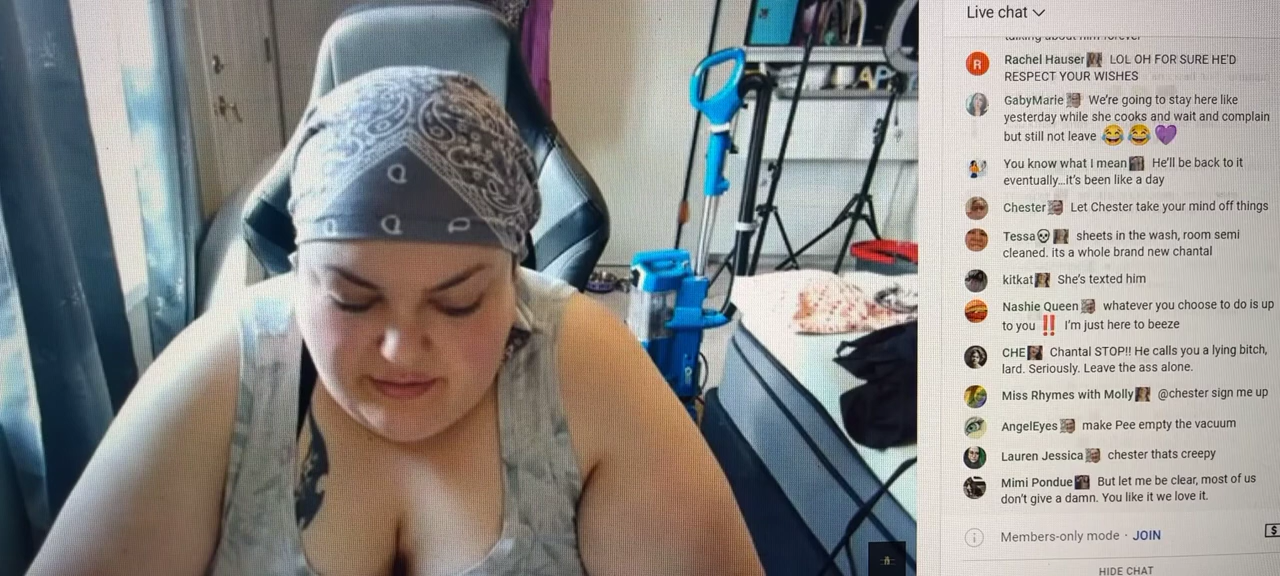 Live chat
talking about him forever
Rachel Hauser LOL OH FOR SURE HE'D
RESPECT YOUR WISHES
GabyMarie We're going to stay here like
yesterday while she cooks and wait and complain
but still not leave 😂😂💜
You know what I mean He'll be back to it
eventually...it's been like a day
Chester Let Chester take your mind off things
Tessa💀 sheets in the wash, room semi
cleaned. its a whole brand new chantal
kitkat She's texted him
Nashie Queen whatever you choose to do is up
to you ‼️ I'm just here to beeze
CHE Chantal STOP!! He calls you a lying bitch,
lard. Seriously. Leave the ass alone.
Miss Rhymes with Molly @chester sign me up
AngelEyes make Pee empty the vacuum
Lauren Jessica chester thats creepy
Mimi Pondue But let me be clear, most of us
don't give a damn. You like it we love it.
Members-only mode · JOIN
$
HIDE CHAT
R
AP